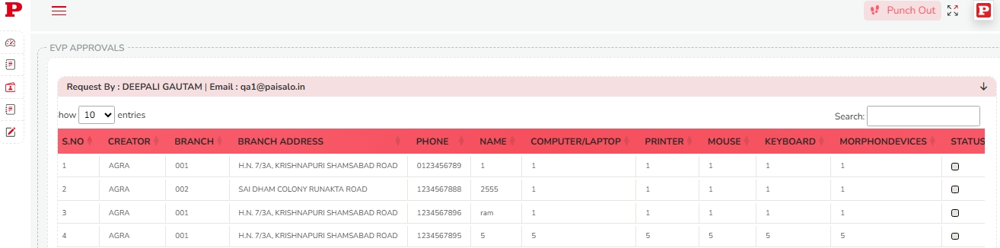 P
Punch Out
P
EVP APPROVALS
Request By : DEEPALI GAUTAM | Email : qa1@paisalo.in
how 10 entries
Search:
S.NO CREATOR BRANCH BRANCH ADDRESS PHONE NAME COMPUTER/LAPTOP PRINTER MOUSE KEYBOARD MORPHONDEVICES STATUS
1 AGRA 001 H.N. 7/3A, KRISHNAPURI SHAMSABAD ROAD 0123456789 1 1 1 1 1 1
2 AGRA 002 SAI DHAM COLONY RUNAKTA ROAD 1234567888 2555 1 1 1 1 1
3 AGRA 001 H.N. 7/3A, KRISHNAPURI SHAMSABAD ROAD 1234567896 ram 1 1 1 1 1
4 AGRA 001 H.N. 7/3A, KRISHNAPURI SHAMSABAD ROAD 1234567895 5 5 5 5 5 1